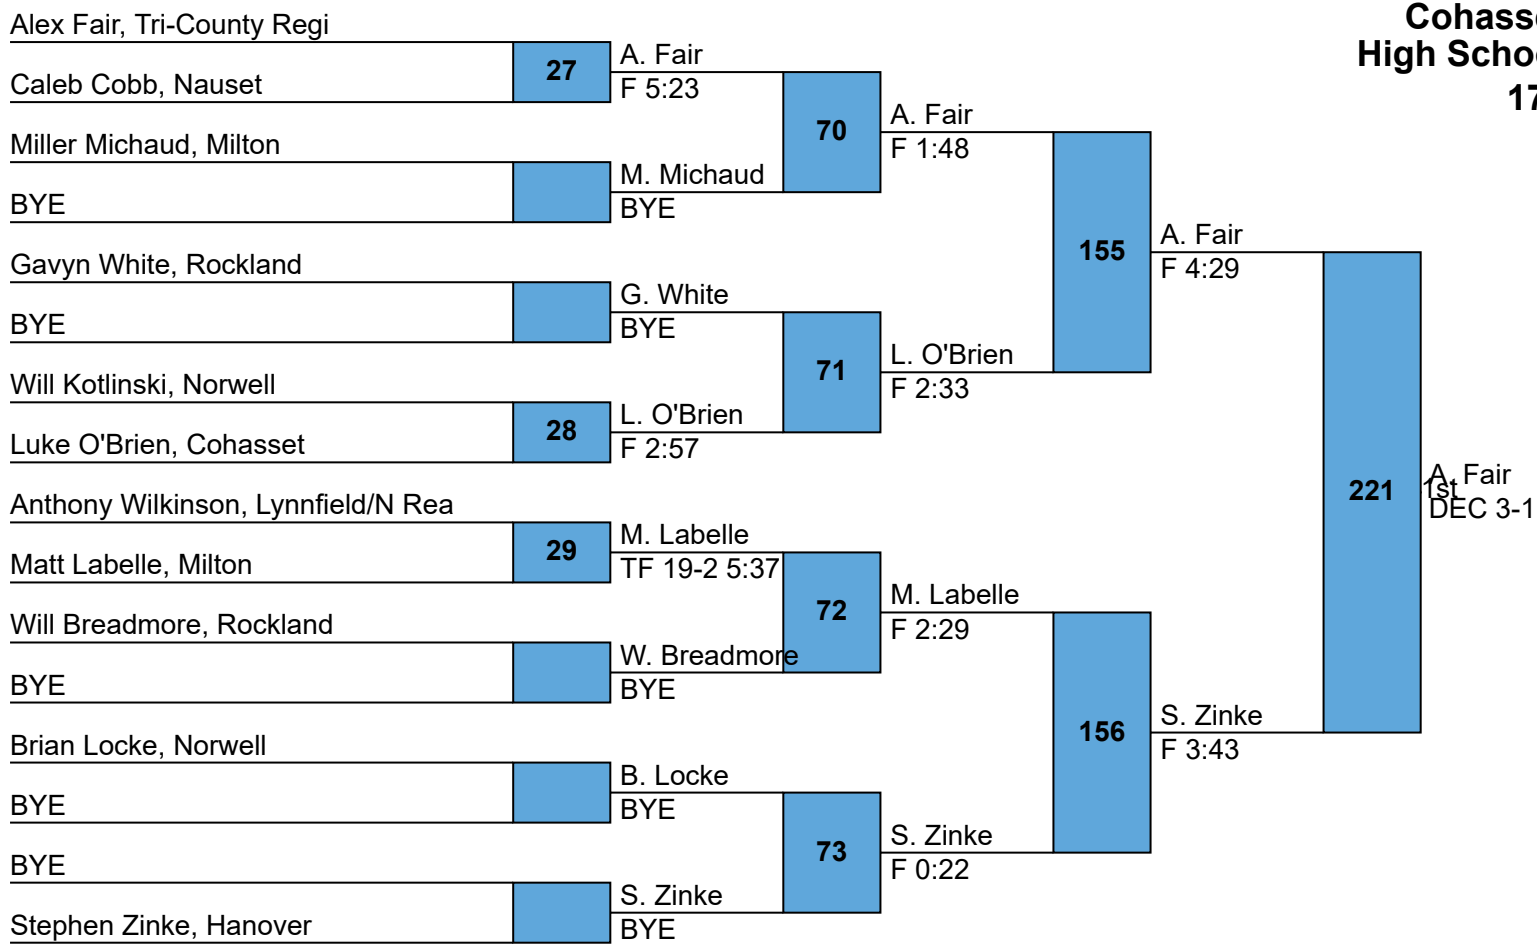 Cohass
High Schoo
17
Alex Fair, Tri-County Regi
Caleb Cobb, Nauset
27
A. Fair
F 5:23
Miller Michaud, Milton
BYE
M. Michaud
BYE
70
A. Fair
F 1:48
Gavyn White, Rockland
BYE
G. White
BYE
Will Kotlinski, Norwell
Luke O'Brien, Cohasset
28
L. O'Brien
F 2:57
71
L. O'Brien
F 2:33
155
A. Fair
F 4:29
Anthony Wilkinson, Lynnfield/N Rea
Matt Labelle, Milton
29
M. Labelle
TF 19-2 5:37
Will Breadmore, Rockland
BYE
W. Breadmore
BYE
72
M. Labelle
F 2:29
Brian Locke, Norwell
BYE
B. Locke
BYE
BYE
Stephen Zinke, Hanover
S. Zinke
BYE
73
S. Zinke
F 0:22
156
S. Zinke
F 3:43
221
A. Fair
1st
DEC 3-1